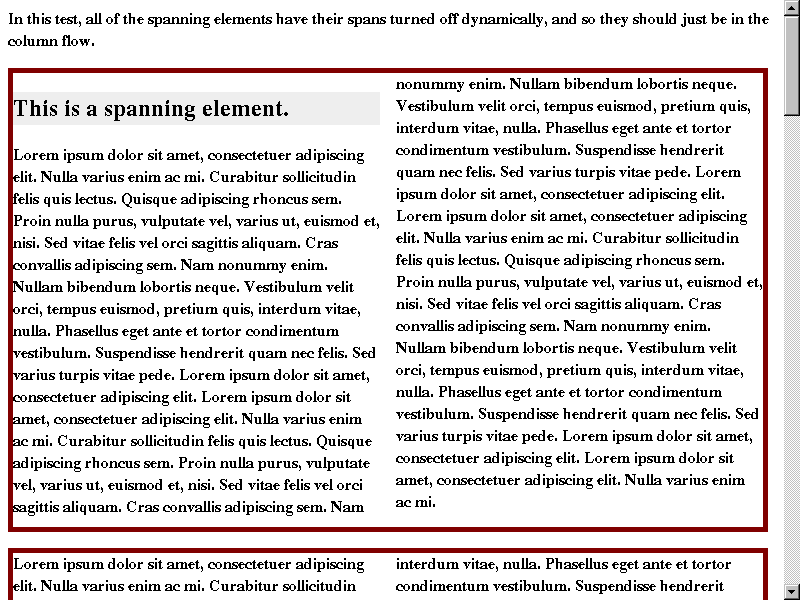 In this test, all of the spanning elements have their spans turned off dynamically, and so they should just be in the
column flow.
This is a spanning element.
Lorem ipsum dolor sit amet, consectetuer adipiscing
elit. Nulla varius enim ac mi. Curabitur sollicitudin
felis quis lectus. Quisque adipiscing rhoncus sem.
Proin nulla purus, vulputate vel, varius ut, euismod et,
nisi. Sed vitae felis vel orci sagittis aliquam. Cras
convallis adipiscing sem. Nam nonummy enim.
Nullam bibendum lobortis neque. Vestibulum velit
orci, tempus euismod, pretium quis, interdum vitae,
nulla. Phasellus eget ante et tortor condimentum
vestibulum. Suspendisse hendrerit quam nec felis. Sed
varius turpis vitae pede. Lorem ipsum dolor sit amet,
consectetuer adipiscing elit. Lorem ipsum dolor sit
amet, consectetuer adipiscing elit. Nulla varius enim
ac mi. Curabitur sollicitudin felis quis lectus. Quisque
adipiscing rhoncus sem. Proin nulla purus, vulputate
vel, varius ut, euismod et, nisi. Sed vitae felis vel orci
sagittis aliquam. Cras convallis adipiscing sem. Nam
nonummy enim. Nullam bibendum lobortis neque.
Vestibulum velit orci, tempus euismod, pretium quis,
interdum vitae, nulla. Phasellus eget ante et tortor
condimentum vestibulum. Suspendisse hendrerit
quam nec felis. Sed varius turpis vitae pede. Lorem
ipsum dolor sit amet, consectetuer adipiscing elit.
Lorem ipsum dolor sit amet, consectetuer adipiscing
elit. Nulla varius enim ac mi. Curabitur sollicitudin
felis quis lectus. Quisque adipiscing rhoncus sem.
Proin nulla purus, vulputate vel, varius ut, euismod et,
nisi. Sed vitae felis vel orci sagittis aliquam. Cras
convallis adipiscing sem. Nam nonummy enim.
Nullam bibendum lobortis neque. Vestibulum velit
orci, tempus euismod, pretium quis, interdum vitae,
nulla. Phasellus eget ante et tortor condimentum
vestibulum. Suspendisse hendrerit quam nec felis. Sed
varius turpis vitae pede. Lorem ipsum dolor sit amet,
consectetuer adipiscing elit. Lorem ipsum dolor sit
amet, consectetuer adipiscing elit. Nulla varius enim
ac mi.
Lorem ipsum dolor sit amet, consectetuer adipiscing
elit. Nulla varius enim ac mi. Curabitur sollicitudin
interdum vitae, nulla. Phasellus eget ante et tortor
condimentum vestibulum. Suspendisse hendrerit